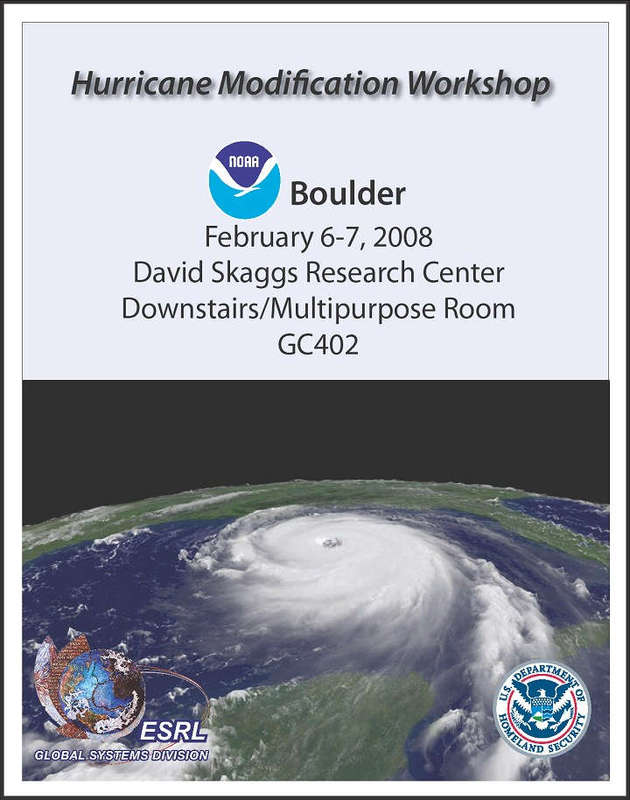 Hurricane Modification Workshop
NOAA
Boulder
February 6-7, 2008
David Skaggs Research Center
Downstairs/Multipurpose Room
GC402
ESRL
GLOBAL SYSTEMS DIVISION
U.S. DEPARTMENT OF
HOMELAND SECURITY